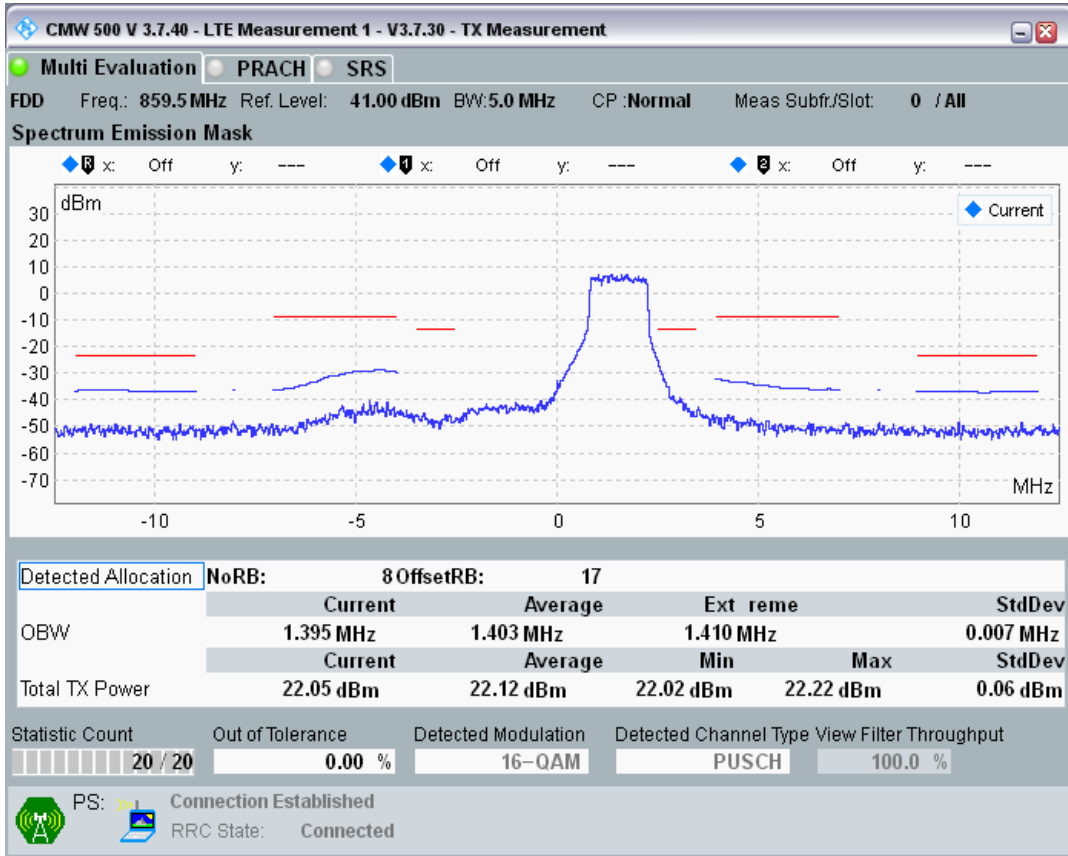 CMW 500 V 3.7.40 - LTE Measurement 1 - V3.7.30 - TX Measurement
Multi Evaluation PRACH SRS
FDD Freq.: 859.5 MHz Ref. Level: 41.00 dBm BW:5.0 MHz CP :Normal Meas Subfr./Slot: 0 / All
Spectrum Emission Mask
R x: Off y: --- 1 x: Off y: --- 2 x: Off y: ---
dBm
Current
30
20
10
0
-10
-20
-30
-40
-50
-60
-70
MHz
-10 -5 0 5 10
Detected Allocation NoRB: 8 OffsetRB: 17
Current Average Ext reme StdDev
OBW 1.395 MHz 1.403 MHz 1.410 MHz 0.007 MHz
Current Average Min Max StdDev
Total TX Power 22.05 dBm 22.12 dBm 22.02 dBm 22.22 dBm 0.06 dBm
Statistic Count Out of Tolerance Detected Modulation Detected Channel Type View Filter Throughput
20 / 20 0.00 % 16-QAM PUSCH 100.0 %
PS: Connection Established
RRC State: Connected